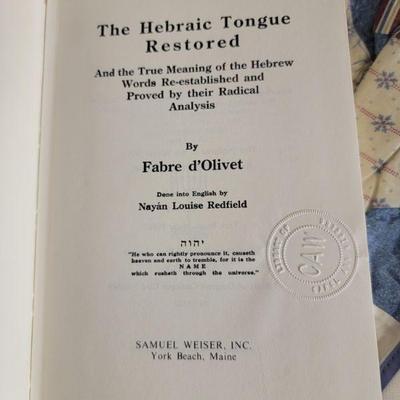 The Hebraic Tongue
Restored
And the True Meaning of the Hebrew
Words Re-established and
Proved by their Radical
Analysis
By
Fabre d'Olivet
Done into English by
Nayán Louise Redfield
יהוה
"He who can rightly pronounce it, causeth
heaven and earth to tremble, for it is the
NAME
which rusheth through the universe."
SAMUEL WEISER, INC.
York Beach, Maine
LIBRARY OF
CAW